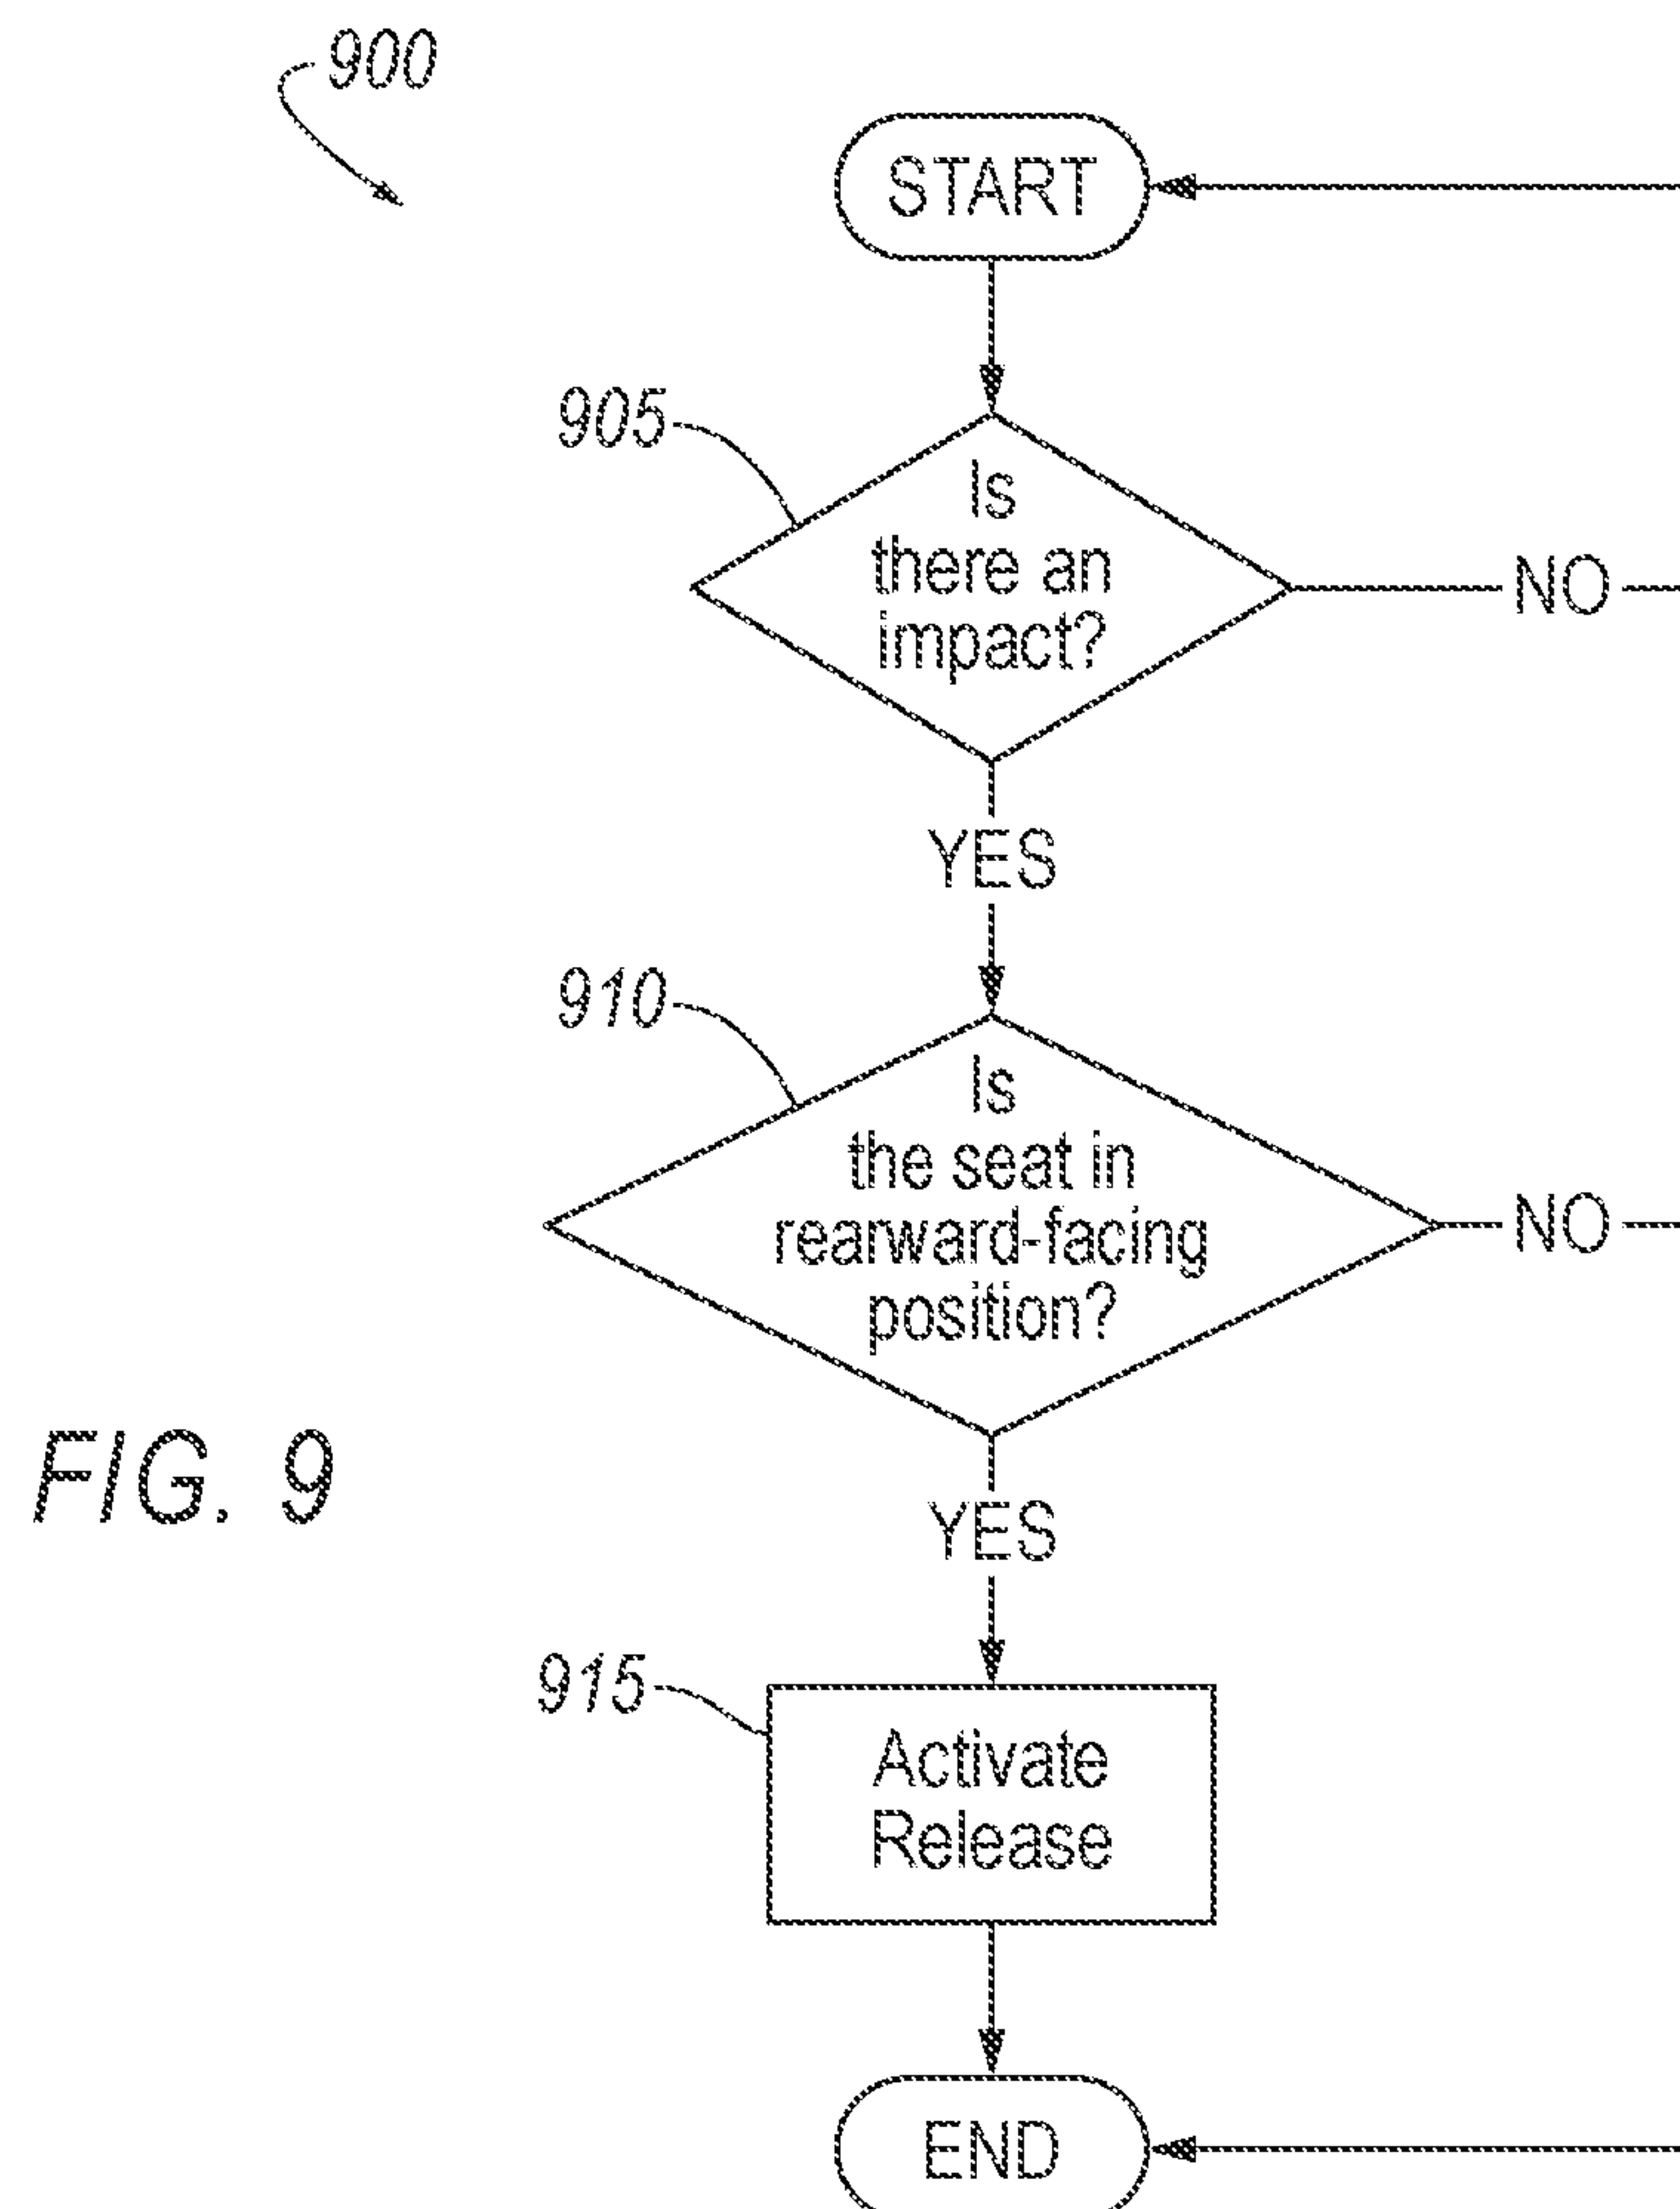 900
START
905
Is
there an
impact?
NO
YES
910
Is
the seat in
rearward-facing
position?
NO
FIG. 9
YES
915
Activate
Release
END